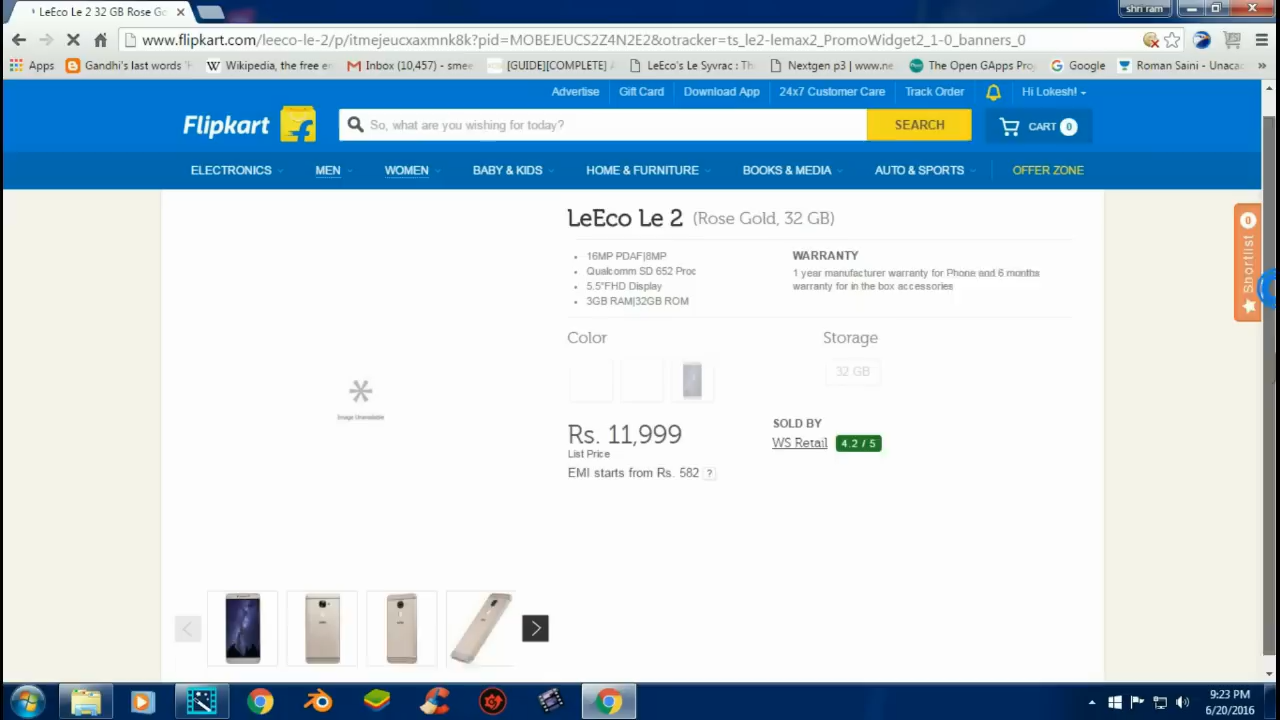 LeEco Le 2 32 GB Rose Go
shri ram
www.flipkart.com/leeco-le-2/p/itmejeucxaxmnk8k?pid=MOBEJEUCS2Z4N2E2&otracker=ts_le2-lemax2_PromoWidget2_1-0_banners_0
Apps Gandhi's last words 'H Wikipedia, the free en Inbox (10,457) - smee [GUIDE][COMPLETE] A LeEco's Le Syvrac : Th Nextgen p3 | www.ne The Open GApps Proj Google Roman Saini - Unacad »
Advertise Gift Card Download App 24x7 Customer Care Track Order Hi Lokesh!
Flipkart So, what are you wishing for today? SEARCH CART 0
ELECTRONICS MEN WOMEN BABY & KIDS HOME & FURNITURE BOOKS & MEDIA AUTO & SPORTS OFFER ZONE
LeEco Le 2 (Rose Gold, 32 GB)
0
Shortlist
16MP PDAF|8MP
Qualcomm SD 652 Proc
5.5"FHD Display
3GB RAM|32GB ROM
WARRANTY
1 year manufacturer warranty for Phone and 6 months
warranty for in the box accessories
Color Storage
32 GB
Image Unavailable
Rs. 11,999
List Price
EMI starts from Rs. 582 ?
SOLD BY
WS Retail 4.2 / 5
9:23 PM
6/20/2016